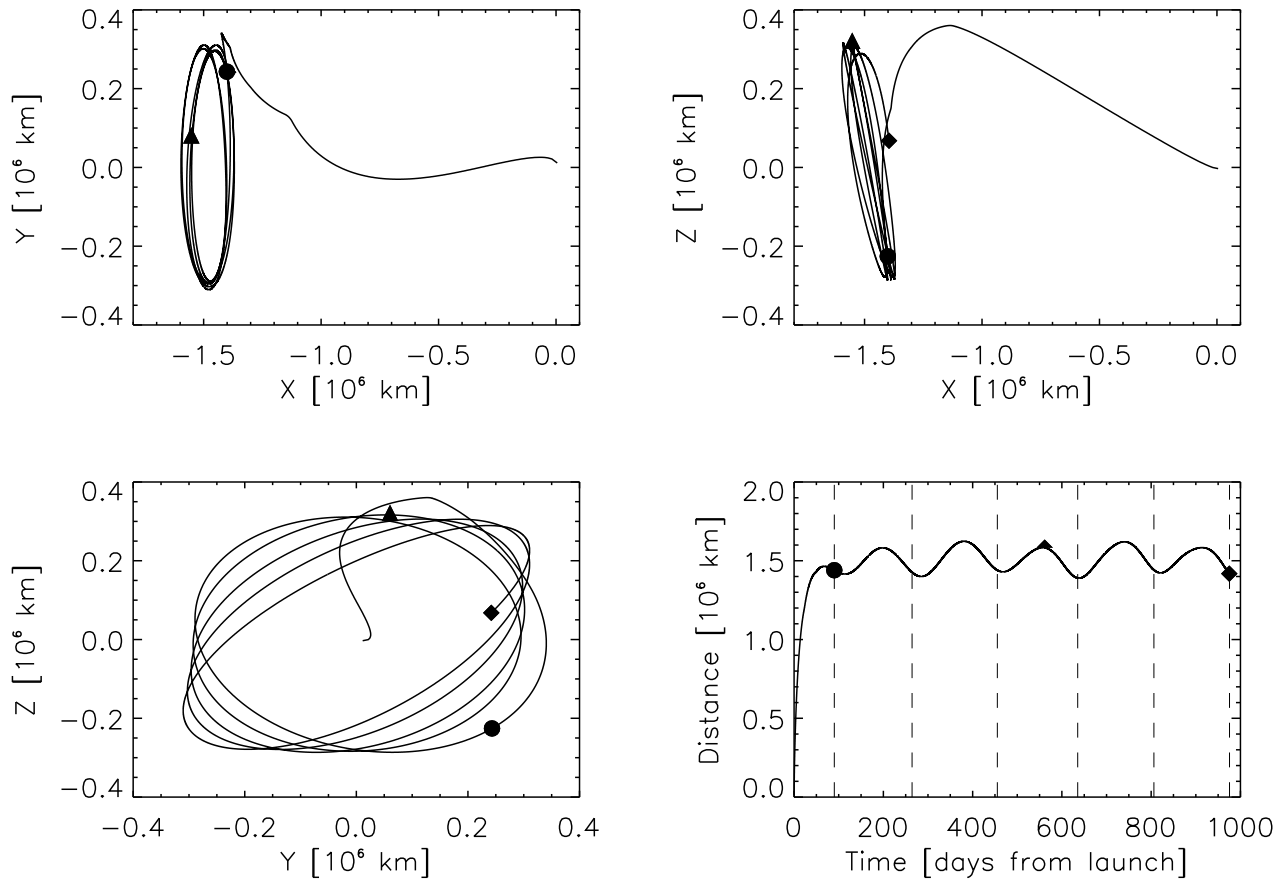 0.4
0.2
0.0
−0.2
−0.4
Y [10⁶ km]
−1.5 −1.0 −0.5 0.0
X [10⁶ km]
0.4
0.2
0.0
−0.2
−0.4
Z [10⁶ km]
−1.5 −1.0 −0.5 0.0
X [10⁶ km]
0.4
0.2
0.0
−0.2
−0.4
Z [10⁶ km]
−0.4 −0.2 0.0 0.2 0.4
Y [10⁶ km]
2.0
1.5
1.0
0.5
0.0
Distance [10⁶ km]
0 200 400 600 800 1000
Time [days from launch]